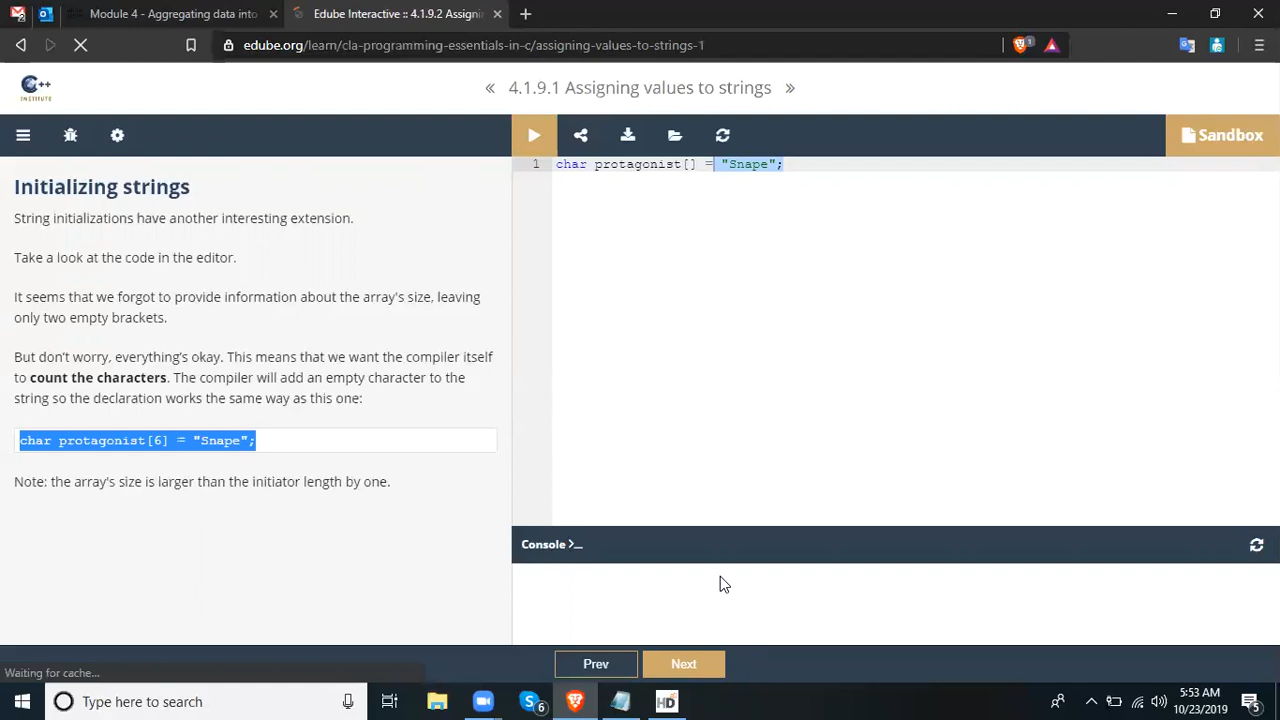 Module 4 - Aggregating data into
Edube Interactive :: 4.1.9.2 Assigni
edube.org/learn/cla-programming-essentials-in-c/assigning-values-to-strings-1
1
C++
INSTITUTE
« 4.1.9.1 Assigning values to strings »
Sandbox
Initializing strings
String initializations have another interesting extension.
Take a look at the code in the editor.
It seems that we forgot to provide information about the array's size, leaving
only two empty brackets.
But don't worry, everything's okay. This means that we want the compiler itself
to count the characters. The compiler will add an empty character to the
string so the declaration works the same way as this one:
char protagonist[6] = "Snape";
Note: the array's size is larger than the initiator length by one.
1 char protagonist[] = "Snape";
Console >_
Prev
Next
Waiting for cache...
Type here to search
6
HD
5:53 AM
10/23/2019
5